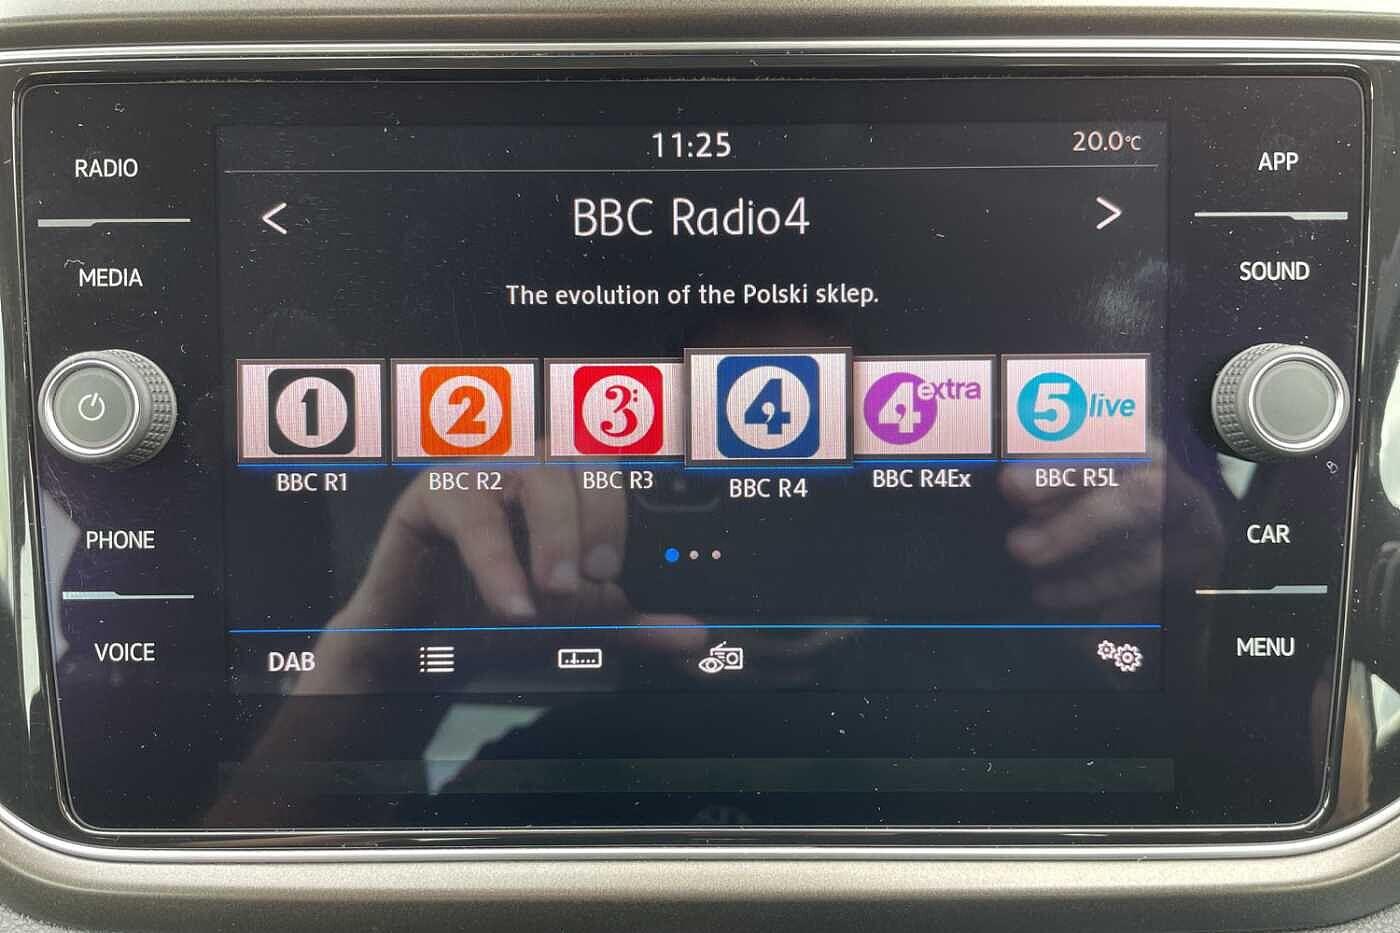 RADIO
MEDIA
PHONE
VOICE
11:25
20.0°C
BBC Radio4
The evolution of the Polski sklep.
1
2
3:
4
4 extra
5 live
BBC R1
BBC R2
BBC R3
BBC R4
BBC R4Ex
BBC R5L
DAB
APP
SOUND
CAR
MENU